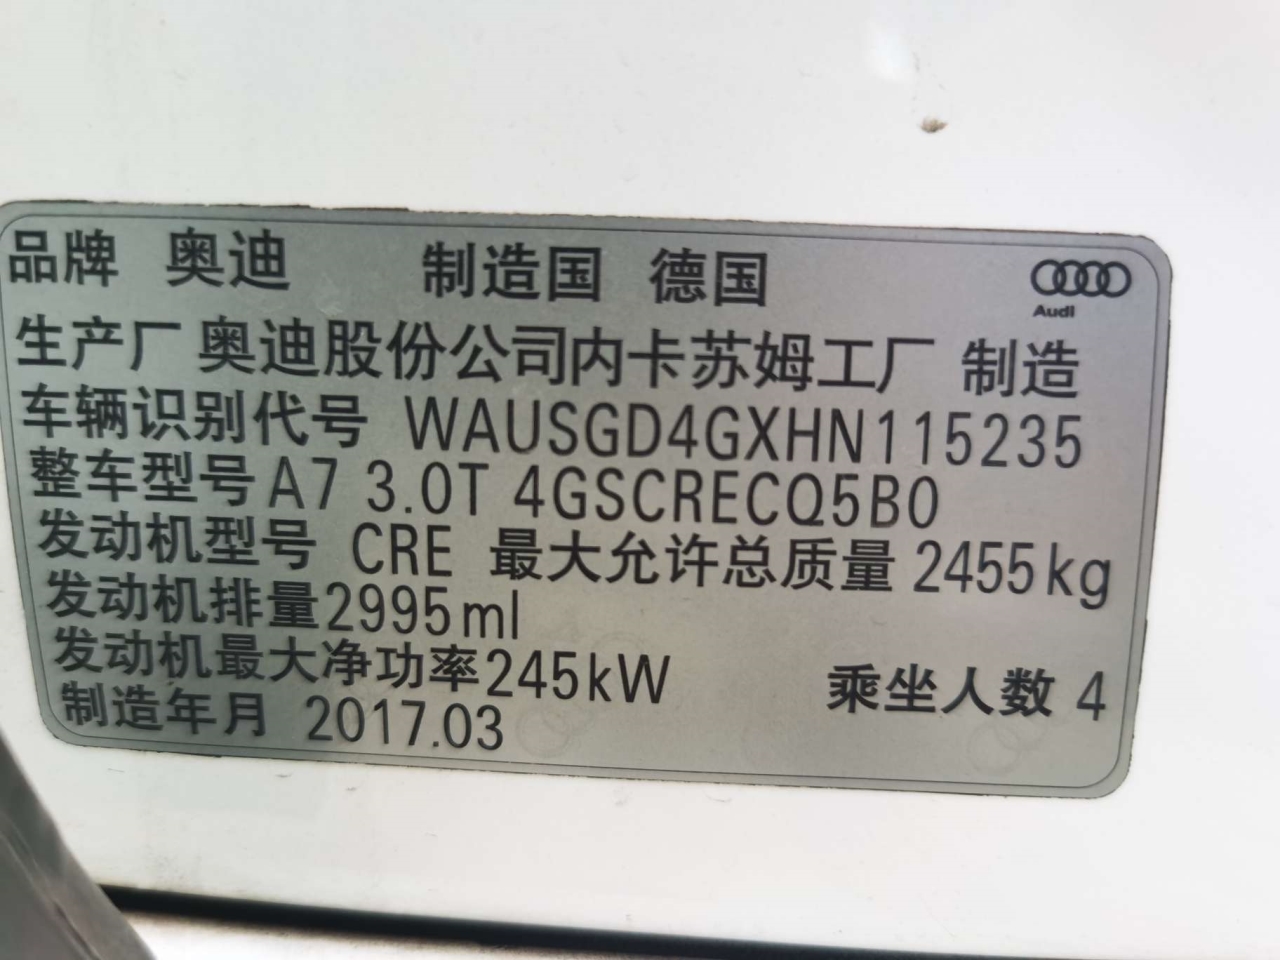 品牌 奥迪 制造国 德国
Audi
生产厂 奥迪股份公司内卡苏姆工厂 制造
车辆识别代号 WAUSGD4GXHN115235
整车型号 A7 3.0T 4GSCRECQ5B0
发动机型号 CRE 最大允许总质量 2455kg
发动机排量 2995ml
发动机最大净功率 245kW 乘坐人数 4
制造年月 2017.03